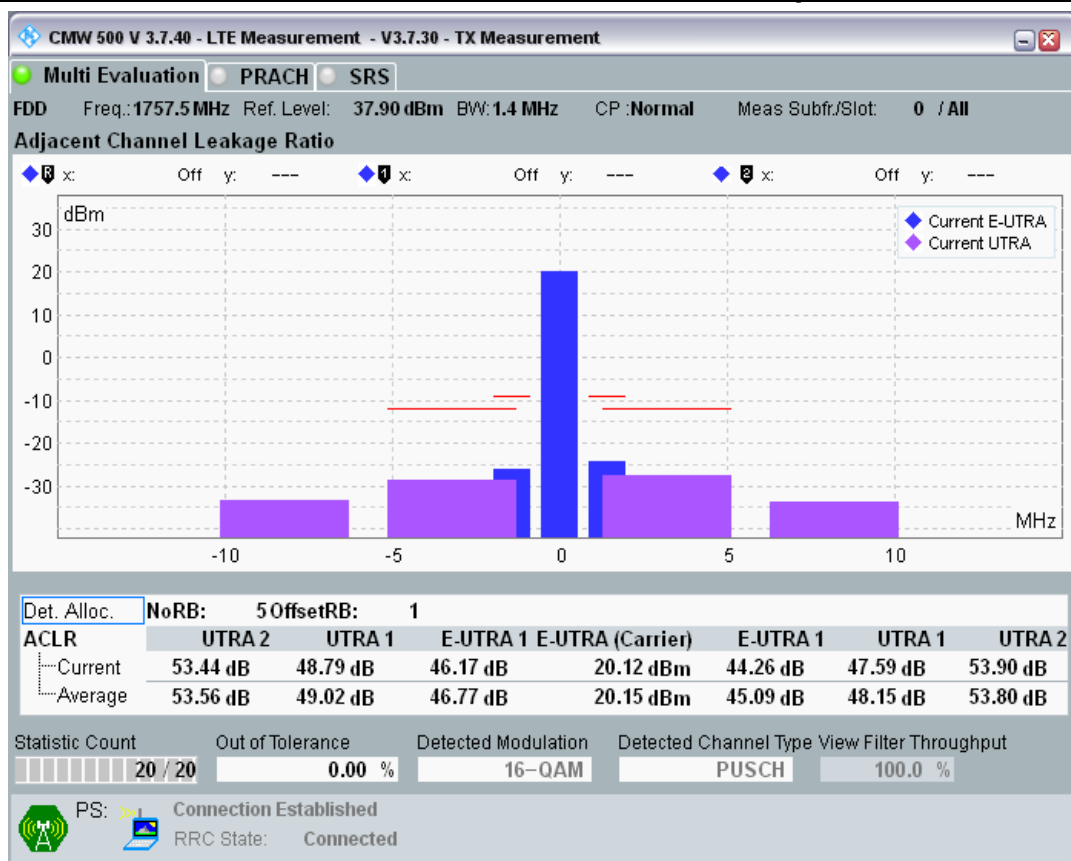 CMW 500 V 3.7.40 - LTE Measurement - V3.7.30 - TX Measurement
Multi Evaluation PRACH SRS
FDD Freq.: 1757.5 MHz Ref. Level: 37.90 dBm BW: 1.4 MHz CP :Normal Meas Subfr./Slot: 0 / All
Adjacent Channel Leakage Ratio
R x: Off y: --- 1 x: Off y: --- 2 x: Off y: ---
dBm
Current E-UTRA
Current UTRA
30
20
10
0
-10
-20
-30
MHz
-10 -5 0 5 10
Det. Alloc. NoRB: 5 OffsetRB: 1
ACLR UTRA 2 UTRA 1 E-UTRA 1 E-UTRA (Carrier) E-UTRA 1 UTRA 1 UTRA 2
Current 53.44 dB 48.79 dB 46.17 dB 20.12 dBm 44.26 dB 47.59 dB 53.90 dB
Average 53.56 dB 49.02 dB 46.77 dB 20.15 dBm 45.09 dB 48.15 dB 53.80 dB
Statistic Count Out of Tolerance Detected Modulation Detected Channel Type View Filter Throughput
20 / 20 0.00 % 16-QAM PUSCH 100.0 %
PS: Connection Established
RRC State: Connected